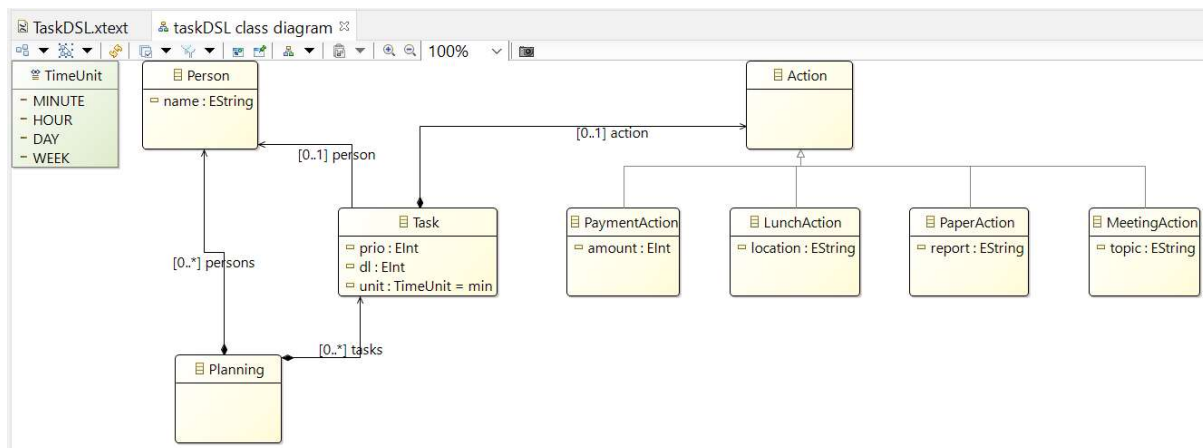 TaskDSL.xtext
taskDSL class diagram
100%
TimeUnit
MINUTE
HOUR
DAY
WEEK
Person
name : EString
Action
[0..1] action
[0..1] person
Task
prio : EInt
dl : EInt
unit : TimeUnit = min
PaymentAction
amount : EInt
LunchAction
location : EString
PaperAction
report : EString
MeetingAction
topic : EString
[0..*] persons
[0..*] tasks
Planning